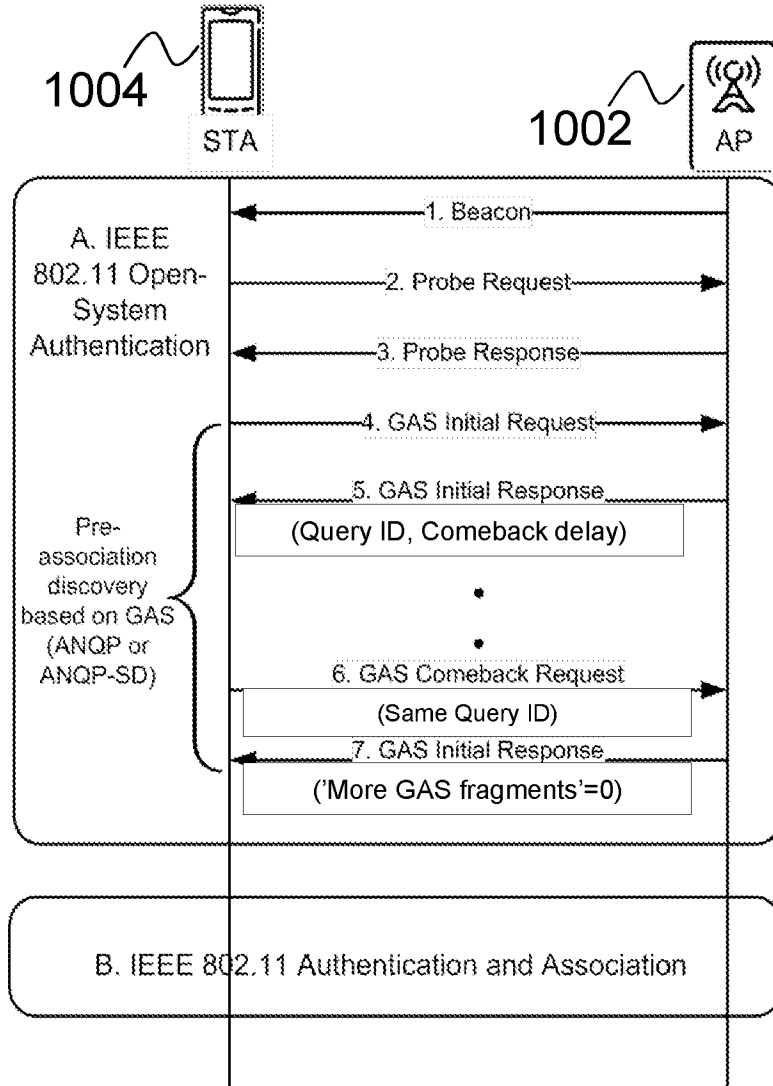 1004
STA
1002
AP
A. IEEE
802.11 Open-
System
Authentication
1. Beacon
2. Probe Request
3. Probe Response
4. GAS Initial Request
5. GAS Initial Response
(Query ID, Comeback delay)
Pre-
association
discovery
based on GAS
(ANQP or
ANQP-SD)
6. GAS Comeback Request
(Same Query ID)
7. GAS Initial Response
('More GAS fragments'=0)
B. IEEE 802.11 Authentication and Association